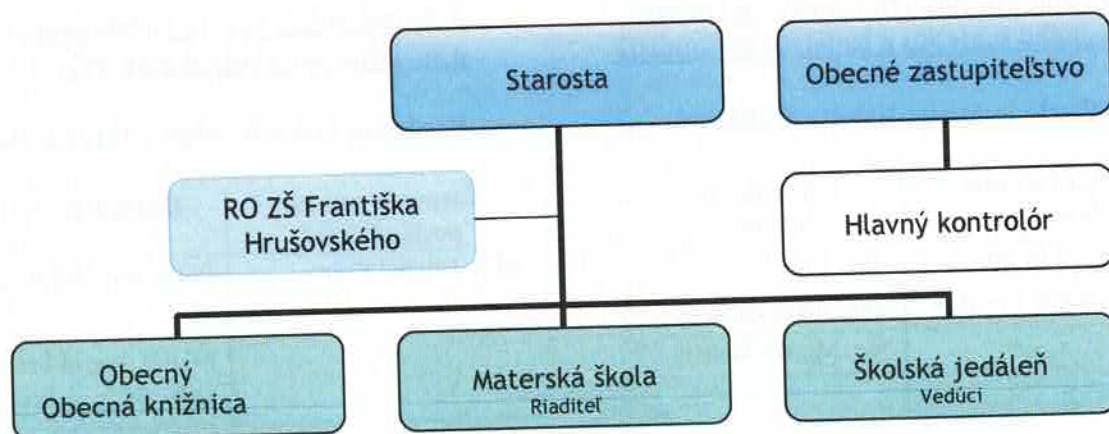 Starosta
Obecné zastupiteľstvo
RO ZŠ Františka
Hrušovského
Hlavný kontrolór
Obecný
Obecná knižnica
Materská škola
Riaditeľ
Školská jedáleň
Vedúci